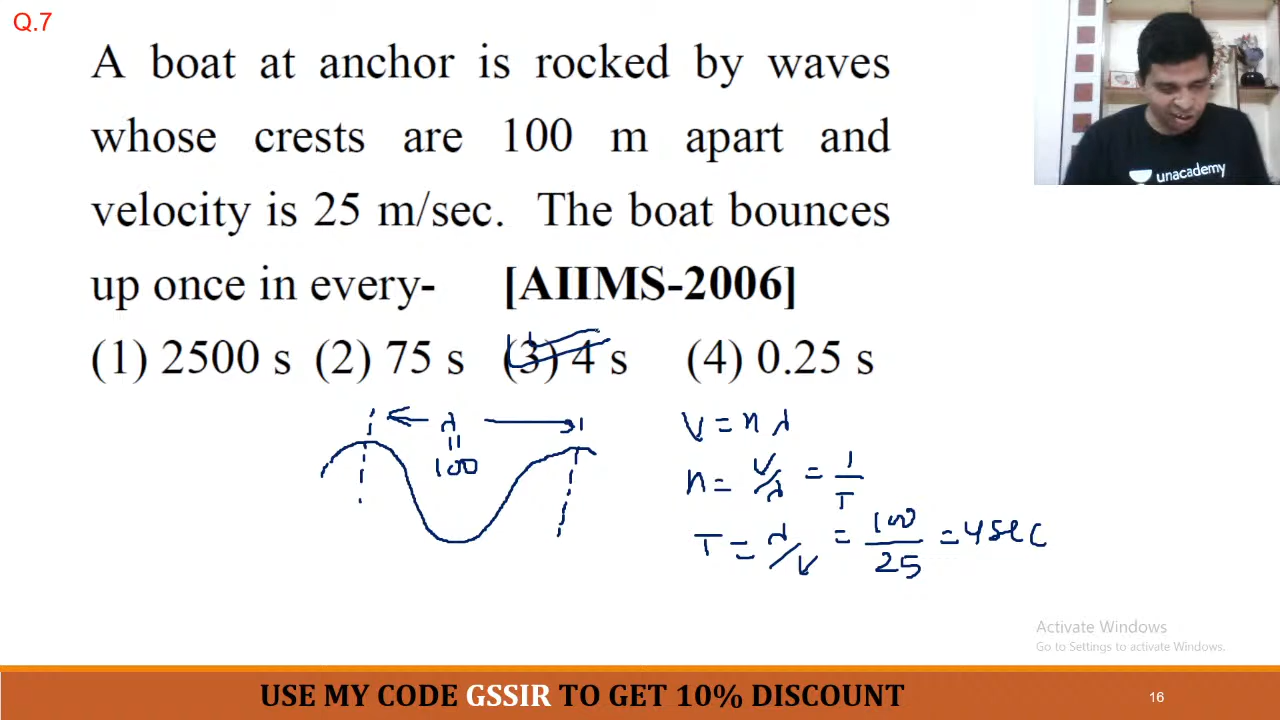 Q.7
A boat at anchor is rocked by waves
whose crests are 100 m apart and
velocity is 25 m/sec. The boat bounces
up once in every- [AIIMS-2006]
(1) 2500 s (2) 75 s (3) 4 s (4) 0.25 s
unacademy
λ
=
100
V = n λ
n = V/λ = 1/T
T = λ/V = 100/25 = 4 sec
Activate Windows
Go to Settings to activate Windows.
USE MY CODE GSSIR TO GET 10% DISCOUNT
16